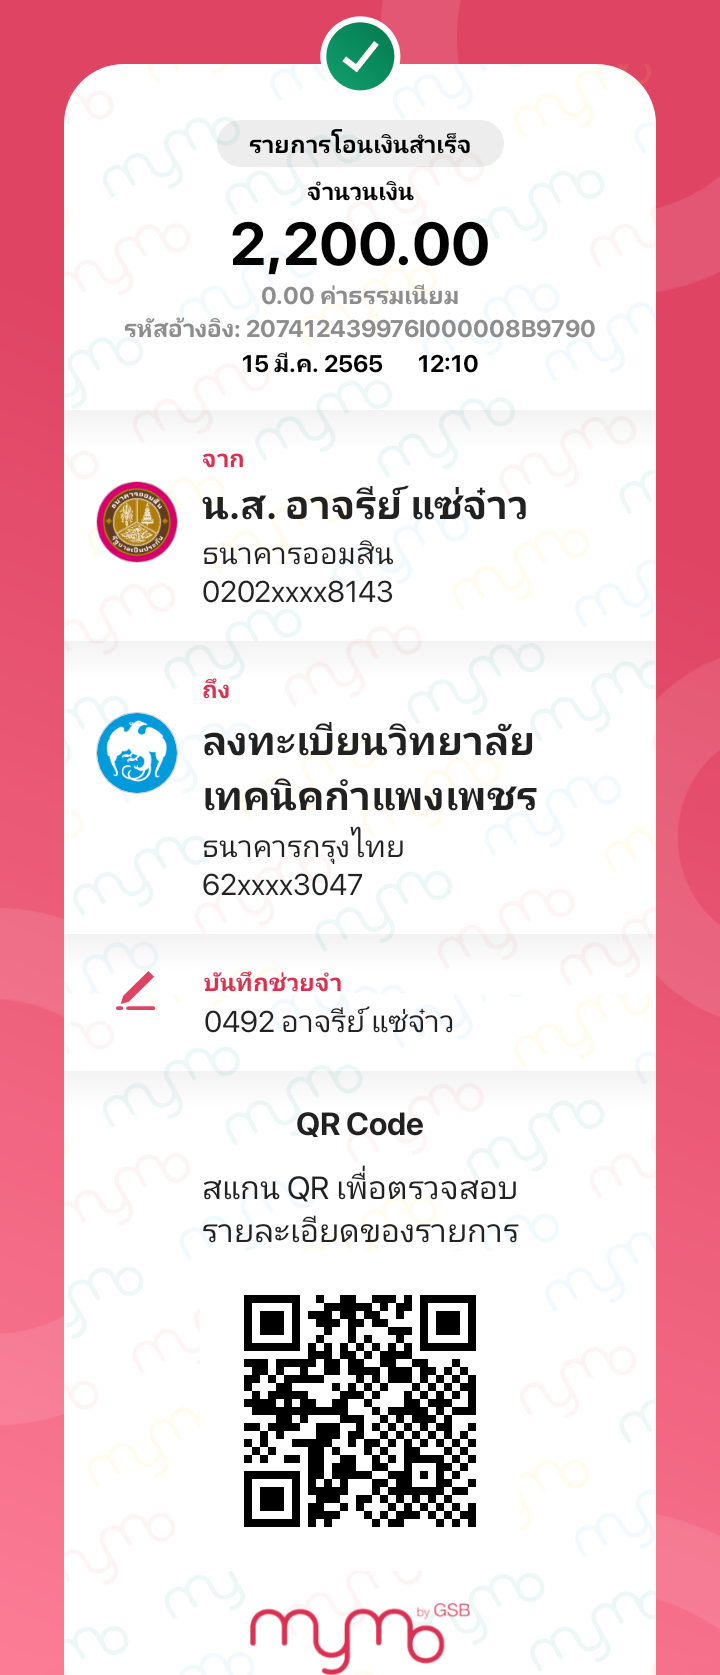 รายการโอนเงินสำเร็จ
จำนวนเงิน
2,200.00
0.00 ค่าธรรมเนียม
รหัสอ้างอิง: 207412439976I000008B9790
15 มี.ค. 2565 12:10
จาก
น.ส. อาจรีย์ แซ่จ๋าว
ธนาคารออมสิน
0202xxxx8143
ถึง
ลงทะเบียนวิทยาลัย
เทคนิคกำแพงเพชร
ธนาคารกรุงไทย
62xxxx3047
บันทึกช่วยจำ
0492 อาจรีย์ แซ่จ๋าว
QR Code
สแกน QR เพื่อตรวจสอบ
รายละเอียดของรายการ
mymo by GSB